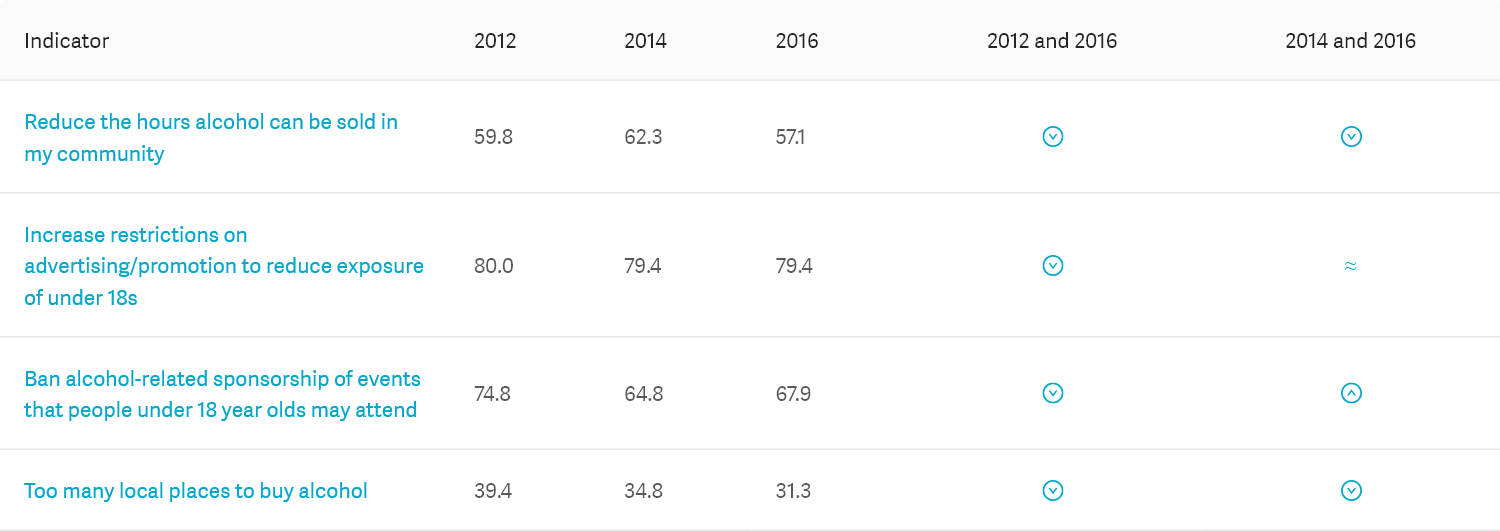 Indicator 2012 2014 2016 2012 and 2016 2014 and 2016
Reduce the hours alcohol can be sold in
my community
59.8 62.3 57.1
Increase restrictions on
advertising/promotion to reduce exposure
of under 18s
80.0 79.4 79.4 ≈
Ban alcohol-related sponsorship of events
that people under 18 year olds may attend
74.8 64.8 67.9
Too many local places to buy alcohol 39.4 34.8 31.3